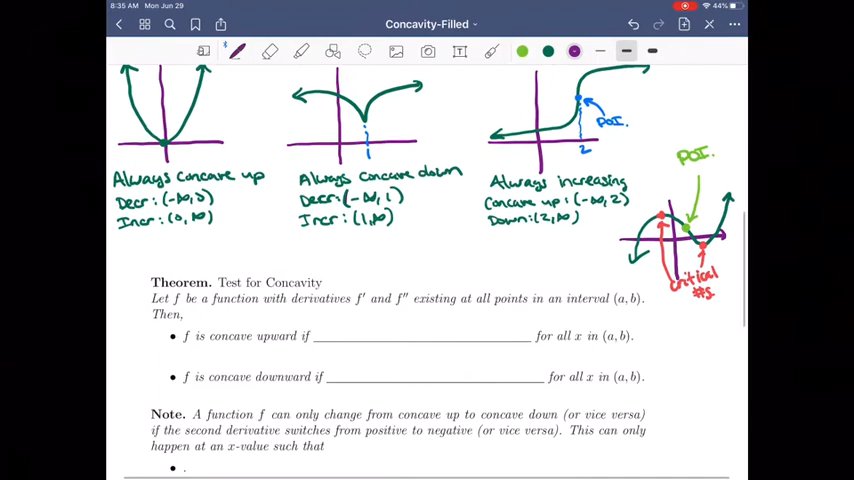 8:35 AM Mon Jun 29
44%
Concavity-Filled
POI.
1
2
POI.
Always concave up
Decr: (-∞, 0)
Incr: (0, ∞)
Always concave down
Decr: (-∞, 1)
Incr: (1, ∞)
Always increasing
Concave up: (-∞, 2)
Down: (2, ∞)
critical
#s
Theorem. Test for Concavity
Let f be a function with derivatives f′ and f″ existing at all points in an interval (a, b).
Then,
• f is concave upward if ______________________________ for all x in (a, b).
• f is concave downward if ______________________________ for all x in (a, b).
Note. A function f can only change from concave up to concave down (or vice versa)
if the second derivative switches from positive to negative (or vice versa). This can only
happen at an x-value such that
• .